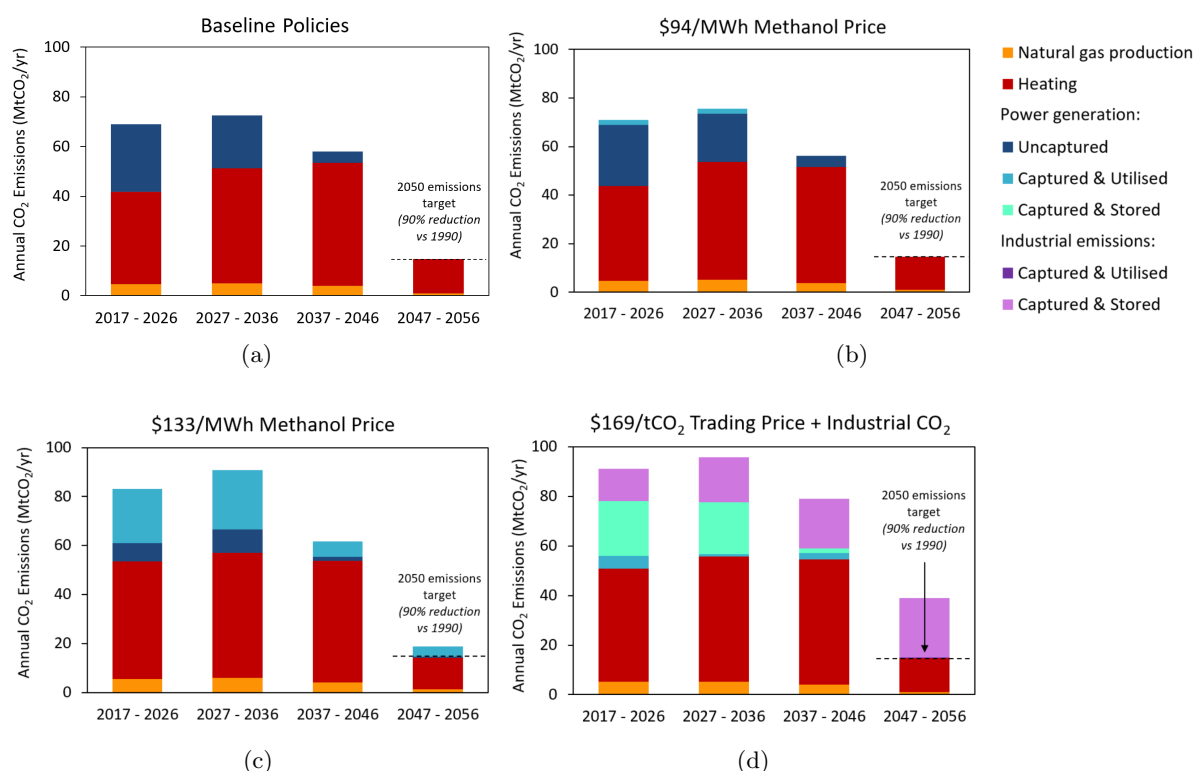 Baseline Policies
Annual CO₂ Emissions (MtCO₂/yr)
100
80
60
40
20
0
2050 emissions
target
(90% reduction
vs 1990)
2017 - 2026
2027 - 2036
2037 - 2046
2047 - 2056
(a)
$94/MWh Methanol Price
Annual CO₂ Emissions (MtCO₂/yr)
100
80
60
40
20
0
2050 emissions
target
(90% reduction
vs 1990)
2017 - 2026
2027 - 2036
2037 - 2046
2047 - 2056
(b)
Natural gas production
Heating
Power generation:
Uncaptured
Captured & Utilised
Captured & Stored
Industrial emissions:
Captured & Utilised
Captured & Stored
$133/MWh Methanol Price
Annual CO₂ Emissions (MtCO₂/yr)
100
80
60
40
20
0
2050 emissions
target
(90% reduction
vs 1990)
2017 - 2026
2027 - 2036
2037 - 2046
2047 - 2056
(c)
$169/tCO₂ Trading Price + Industrial CO₂
Annual CO₂ Emissions (MtCO₂/yr)
100
80
60
40
20
0
2050 emissions
target
(90% reduction
vs 1990)
2017 - 2026
2027 - 2036
2037 - 2046
2047 - 2056
(d)